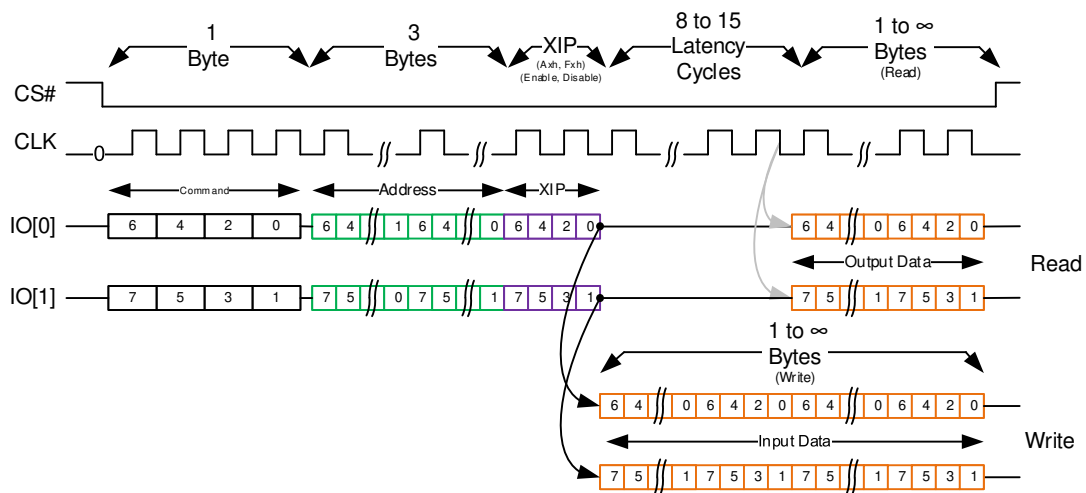 1 Byte
3 Bytes
XIP
(Axh, Fxh)
(Enable, Disable)
8 to 15 Latency Cycles
1 to ∞ Bytes
(Read)
CS#
CLK
0
Command
Address
XIP
IO[0]
6 4 2 0
6 4 1 6 4 0 6 4 2 0
6 4 0 6 4 2 0
Output Data
Read
IO[1]
7 5 3 1
7 5 0 7 5 1 7 5 3 1
7 5 1 7 5 3 1
1 to ∞ Bytes
(Write)
6 4 0 6 4 2 0 6 4 0 6 4 2 0
Input Data
Write
7 5 1 7 5 3 1 7 5 1 7 5 3 1